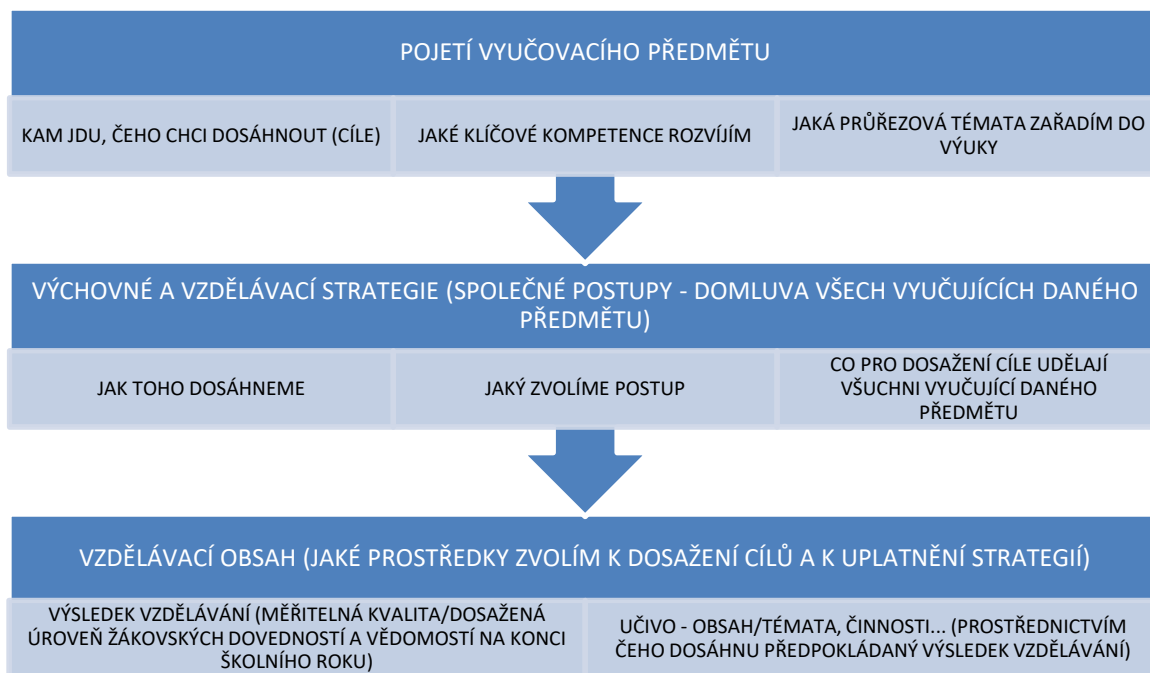 POJETÍ VYUČOVACÍHO PŘEDMĚTU
KAM JDU, ČEHO CHCI DOSÁHNOUT (CÍLE)
JAKÉ KLÍČOVÉ KOMPETENCE ROZVÍJÍM
JAKÁ PRŮŘEZOVÁ TÉMATA ZAŘADÍM DO
VÝUKY
VÝCHOVNÉ A VZDĚLÁVACÍ STRATEGIE (SPOLEČNÉ POSTUPY - DOMLUVA VŠECH VYUČUJÍCÍCH DANÉHO
PŘEDMĚTU)
JAK TOHO DOSÁHNEME
JAKÝ ZVOLÍME POSTUP
CO PRO DOSAŽENÍ CÍLE UDĚLAJÍ
VŠUCHNI VYUČUJÍCÍ DANÉHO
PŘEDMĚTU
VZDĚLÁVACÍ OBSAH (JAKÉ PROSTŘEDKY ZVOLÍM K DOSAŽENÍ CÍLŮ A K UPLATNĚNÍ STRATEGIÍ)
VÝSLEDEK VZDĚLÁVÁNÍ (MĚŘITELNÁ KVALITA/DOSAŽENÁ
ÚROVEŇ ŽÁKOVSKÝCH DOVEDNOSTÍ A VĚDOMOSTÍ NA KONCI
ŠKOLNÍHO ROKU)
UČIVO - OBSAH/TÉMATA, ČINNOSTI... (PROSTŘEDNICTVÍM
ČEHO DOSÁHNU PŘEDPOKLÁDANÝ VÝSLEDEK VZDĚLÁVÁNÍ)